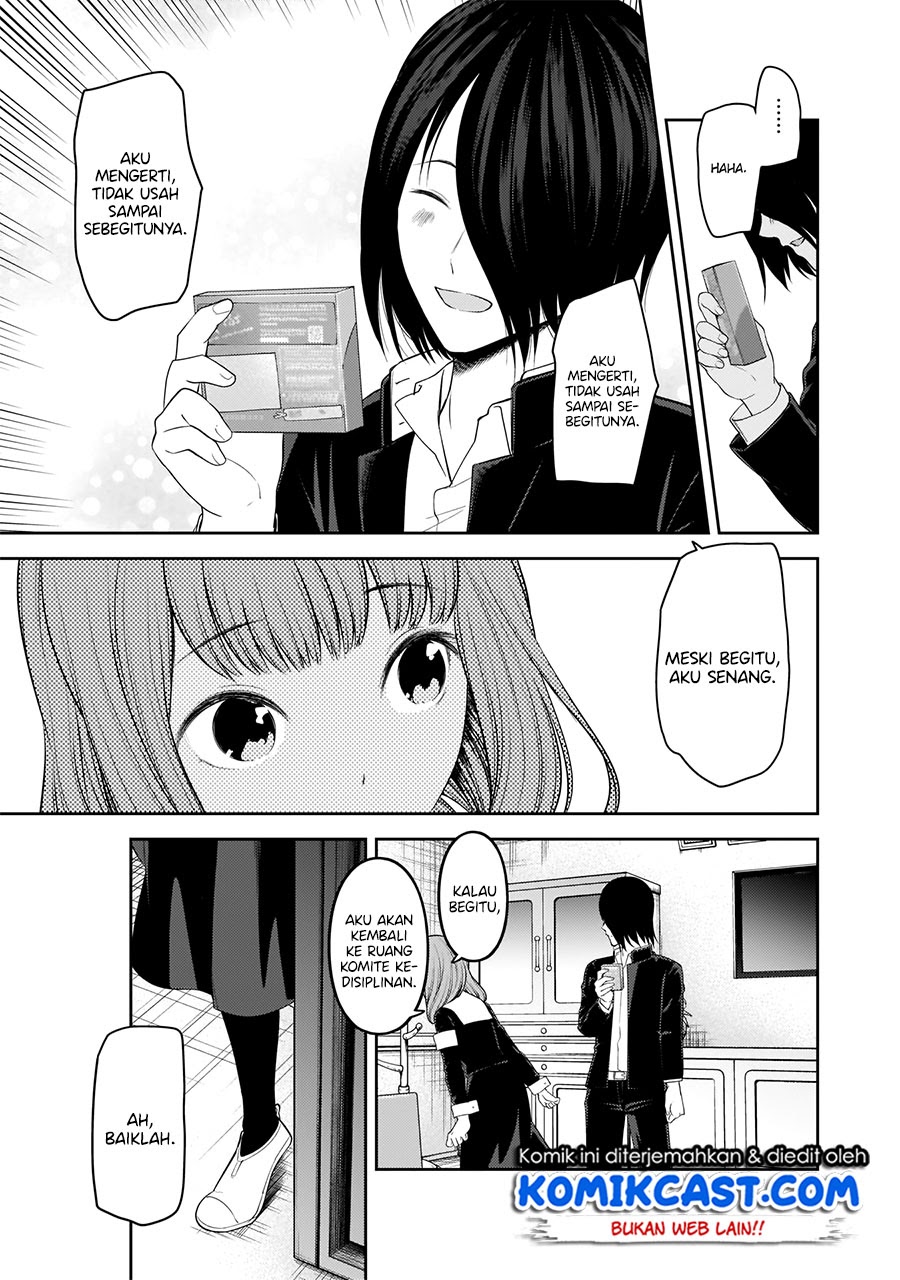 ........
HAHA.
AKU
MENGERTI,
TIDAK USAH
SAMPAI SE-
BEGITUNYA.
AKU
MENGERTI,
TIDAK USAH
SAMPAI
SEBEGITUNYA.
MESKI BEGITU,
AKU SENANG.
KALAU
BEGITU,
AKU AKAN
KEMBALI
KE RUANG
KOMITE KE-
DISIPLINAN.
AH,
BAIKLAH.
Komik ini diterjemahkan & diedit oleh
KOMIKCAST.COM
BUKAN WEB LAIN!!